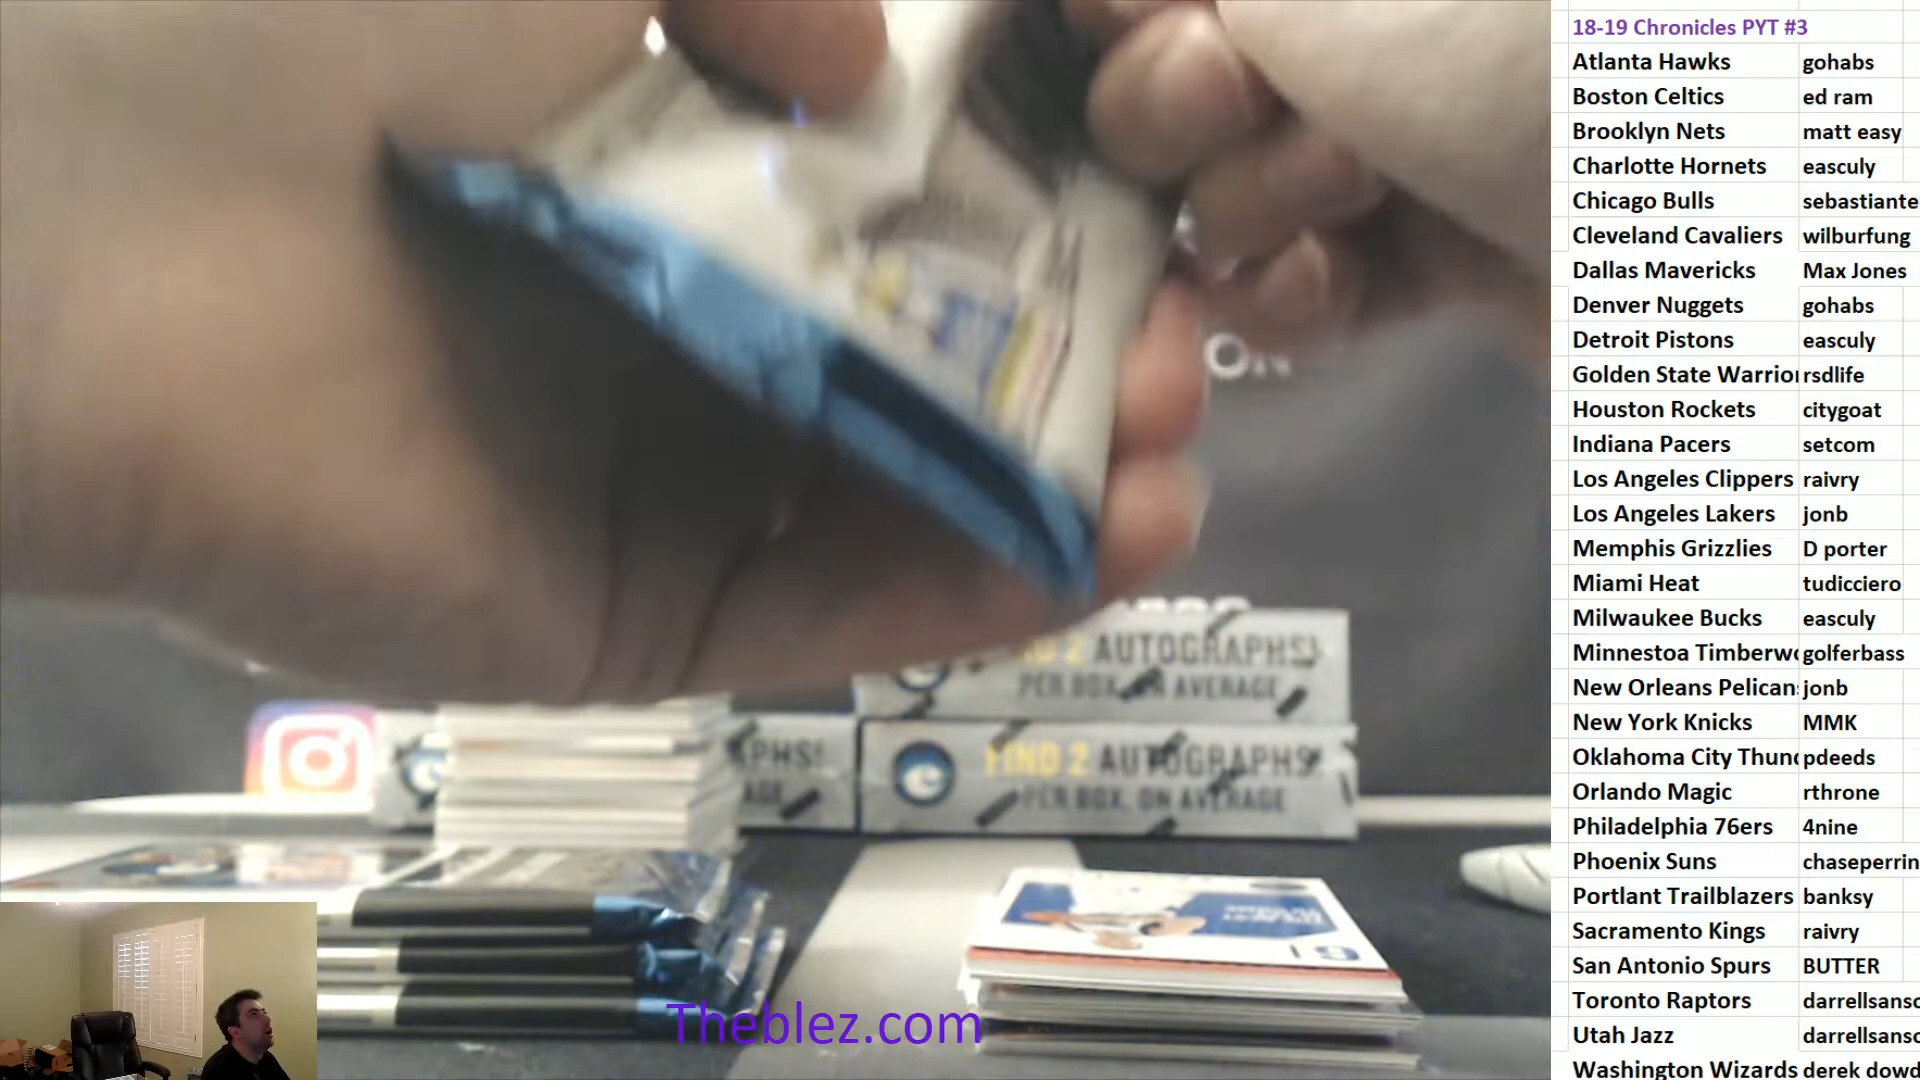 18-19 Chronicles PYT #3
Atlanta Hawks gohabs
Boston Celtics ed ram
Brooklyn Nets matt easy
Charlotte Hornets easculy
Chicago Bulls sebastiante
Cleveland Cavaliers wilburfung
Dallas Mavericks Max Jones
Denver Nuggets gohabs
Detroit Pistons easculy
Golden State Warrior rsdlife
Houston Rockets citygoat
Indiana Pacers setcom
Los Angeles Clippers raivry
Los Angeles Lakers jonb
Memphis Grizzlies D porter
Miami Heat tudicciero
Milwaukee Bucks easculy
Minnestoa Timberwo golferbass
New Orleans Pelicans jonb
New York Knicks MMK
Oklahoma City Thund pdeeds
Orlando Magic rthrone
Philadelphia 76ers 4nine
Phoenix Suns chaseperrin
Portlant Trailblazers banksy
Sacramento Kings raivry
San Antonio Spurs BUTTER
Toronto Raptors darrellsanso
Utah Jazz darrellsanso
Washington Wizards derek dowd
2 AUTOGRAPHS!
PER BOX, ON AVERAGE
FIND 2 AUTOGRAPHS!
PER BOX, ON AVERAGE
Theblez.com